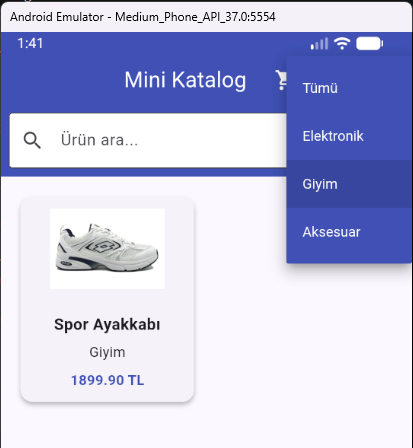 Android Emulator - Medium_Phone_API_37.0:5554
1:41
Mini Katalog
Tümü
Ürün ara...
Elektronik
Giyim
Aksesuar
Spor Ayakkabı
Giyim
1899.90 TL